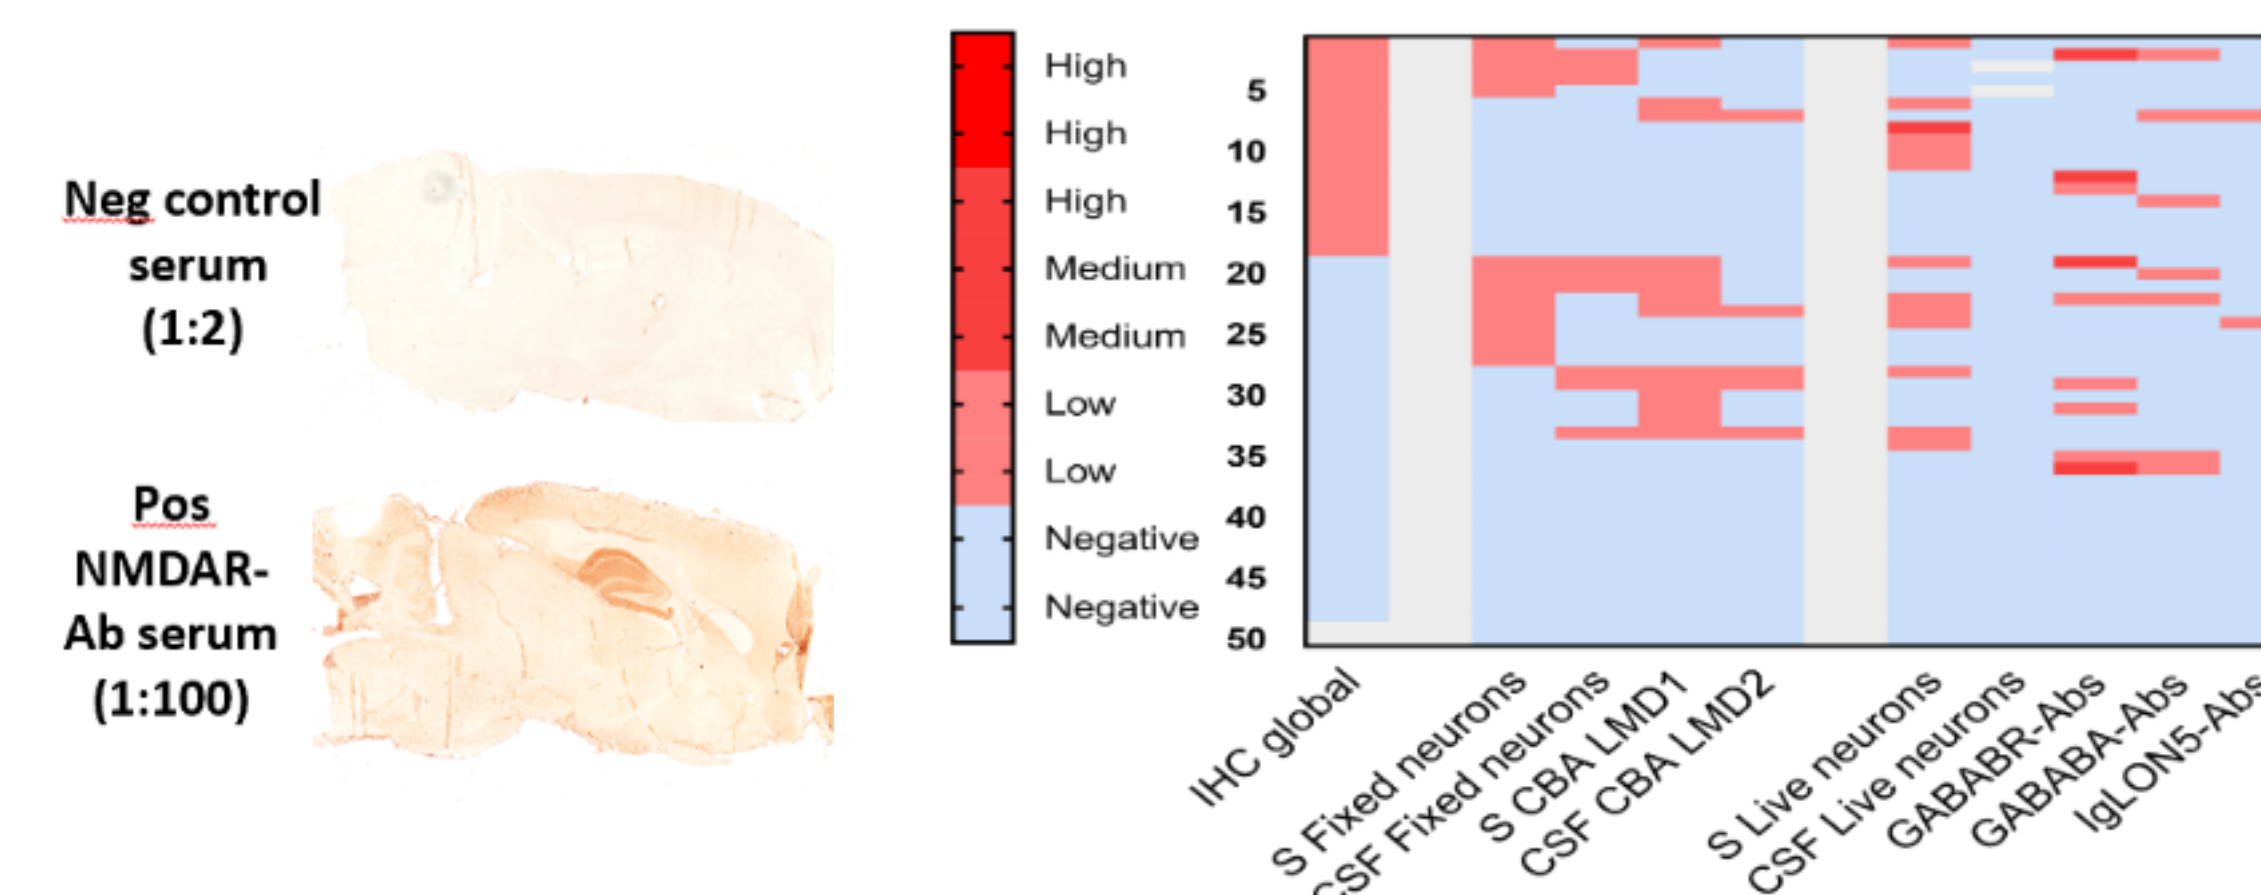 Neg control
serum
(1:2)
Pos
NMDAR-
Ab serum
(1:100)
High
High
High
Medium
Medium
Low
Low
Negative
Negative
5
10
15
20
25
30
35
40
45
50
IHC global
S Fixed neurons
CSF Fixed neurons
S CBA LMD1
CSF CBA LMD2
S Live neurons
CSF Live neurons
GABABR-Abs
GABABA-Abs
IgLON5-Abs